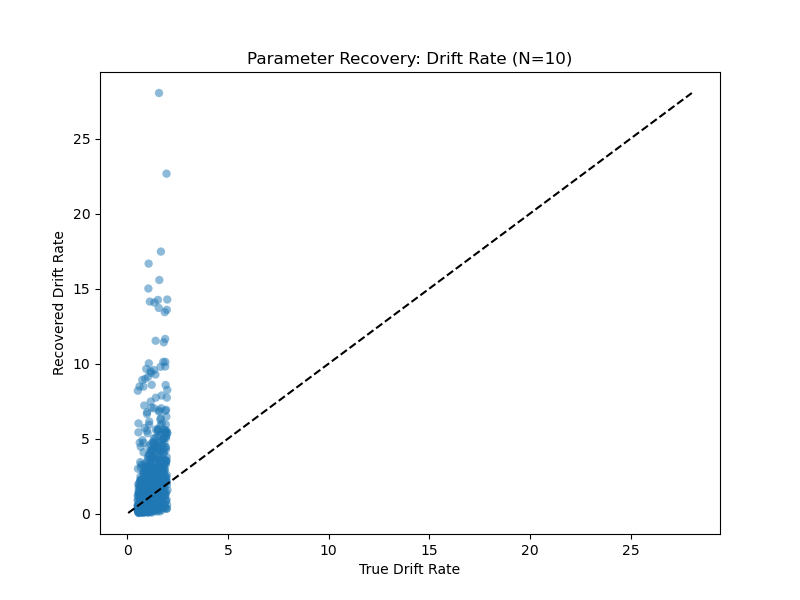 Parameter Recovery: Drift Rate (N=10)
25
20
15
10
5
0
Recovered Drift Rate
0 5 10 15 20 25
True Drift Rate